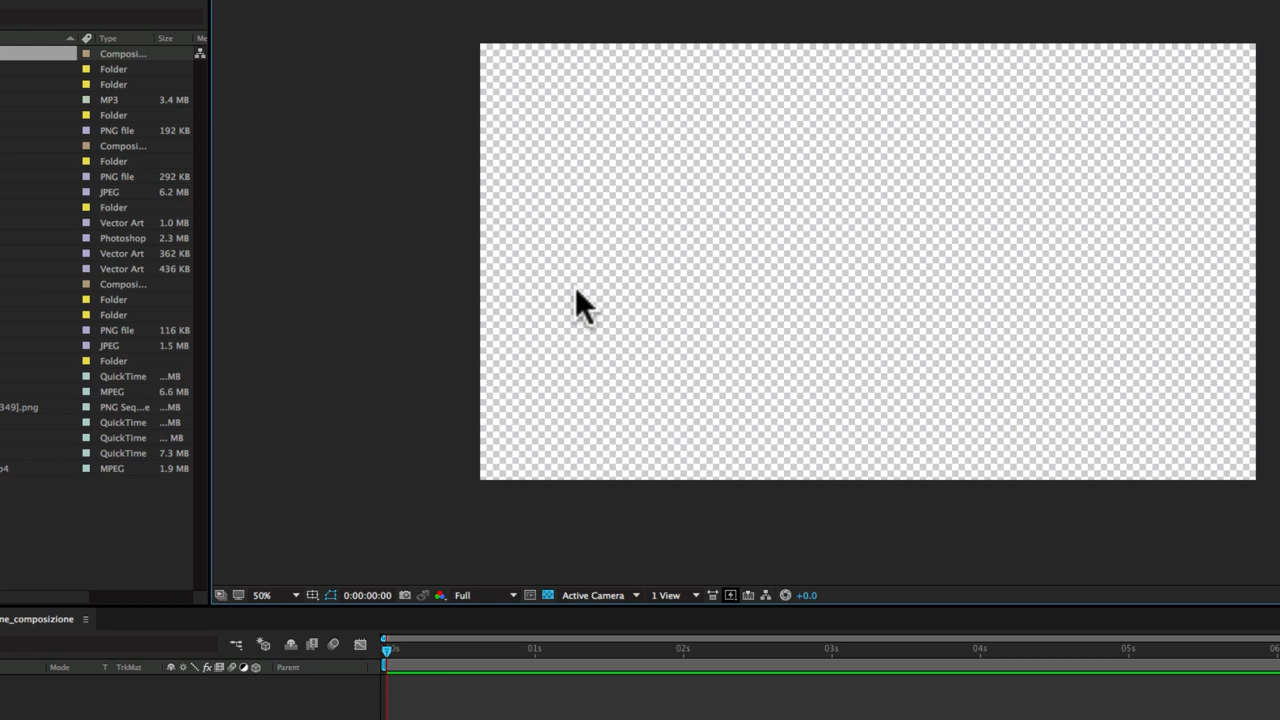 Type Size Me
Composi...
Folder
Folder
MP3 3.4 MB
Folder
PNG file 192 KB
Composi...
Folder
PNG file 292 KB
JPEG 6.2 MB
Folder
Vector Art 1.0 MB
Photoshop 2.3 MB
Vector Art 362 KB
Vector Art 436 KB
Composi...
Folder
Folder
PNG file 116 KB
JPEG 1.5 MB
Folder
QuickTime ...MB
MPEG 6.6 MB
349].png PNG Seq...e ...MB
QuickTime ...MB
QuickTime ... MB
QuickTime 7.3 MB
p4 MPEG 1.9 MB
50% 0:00:00:00 Full Active Camera 1 View +0.0
ne_composizione
0s 01s 02s 03s 04s 05s 06
Mode T TrkMat fx Parent